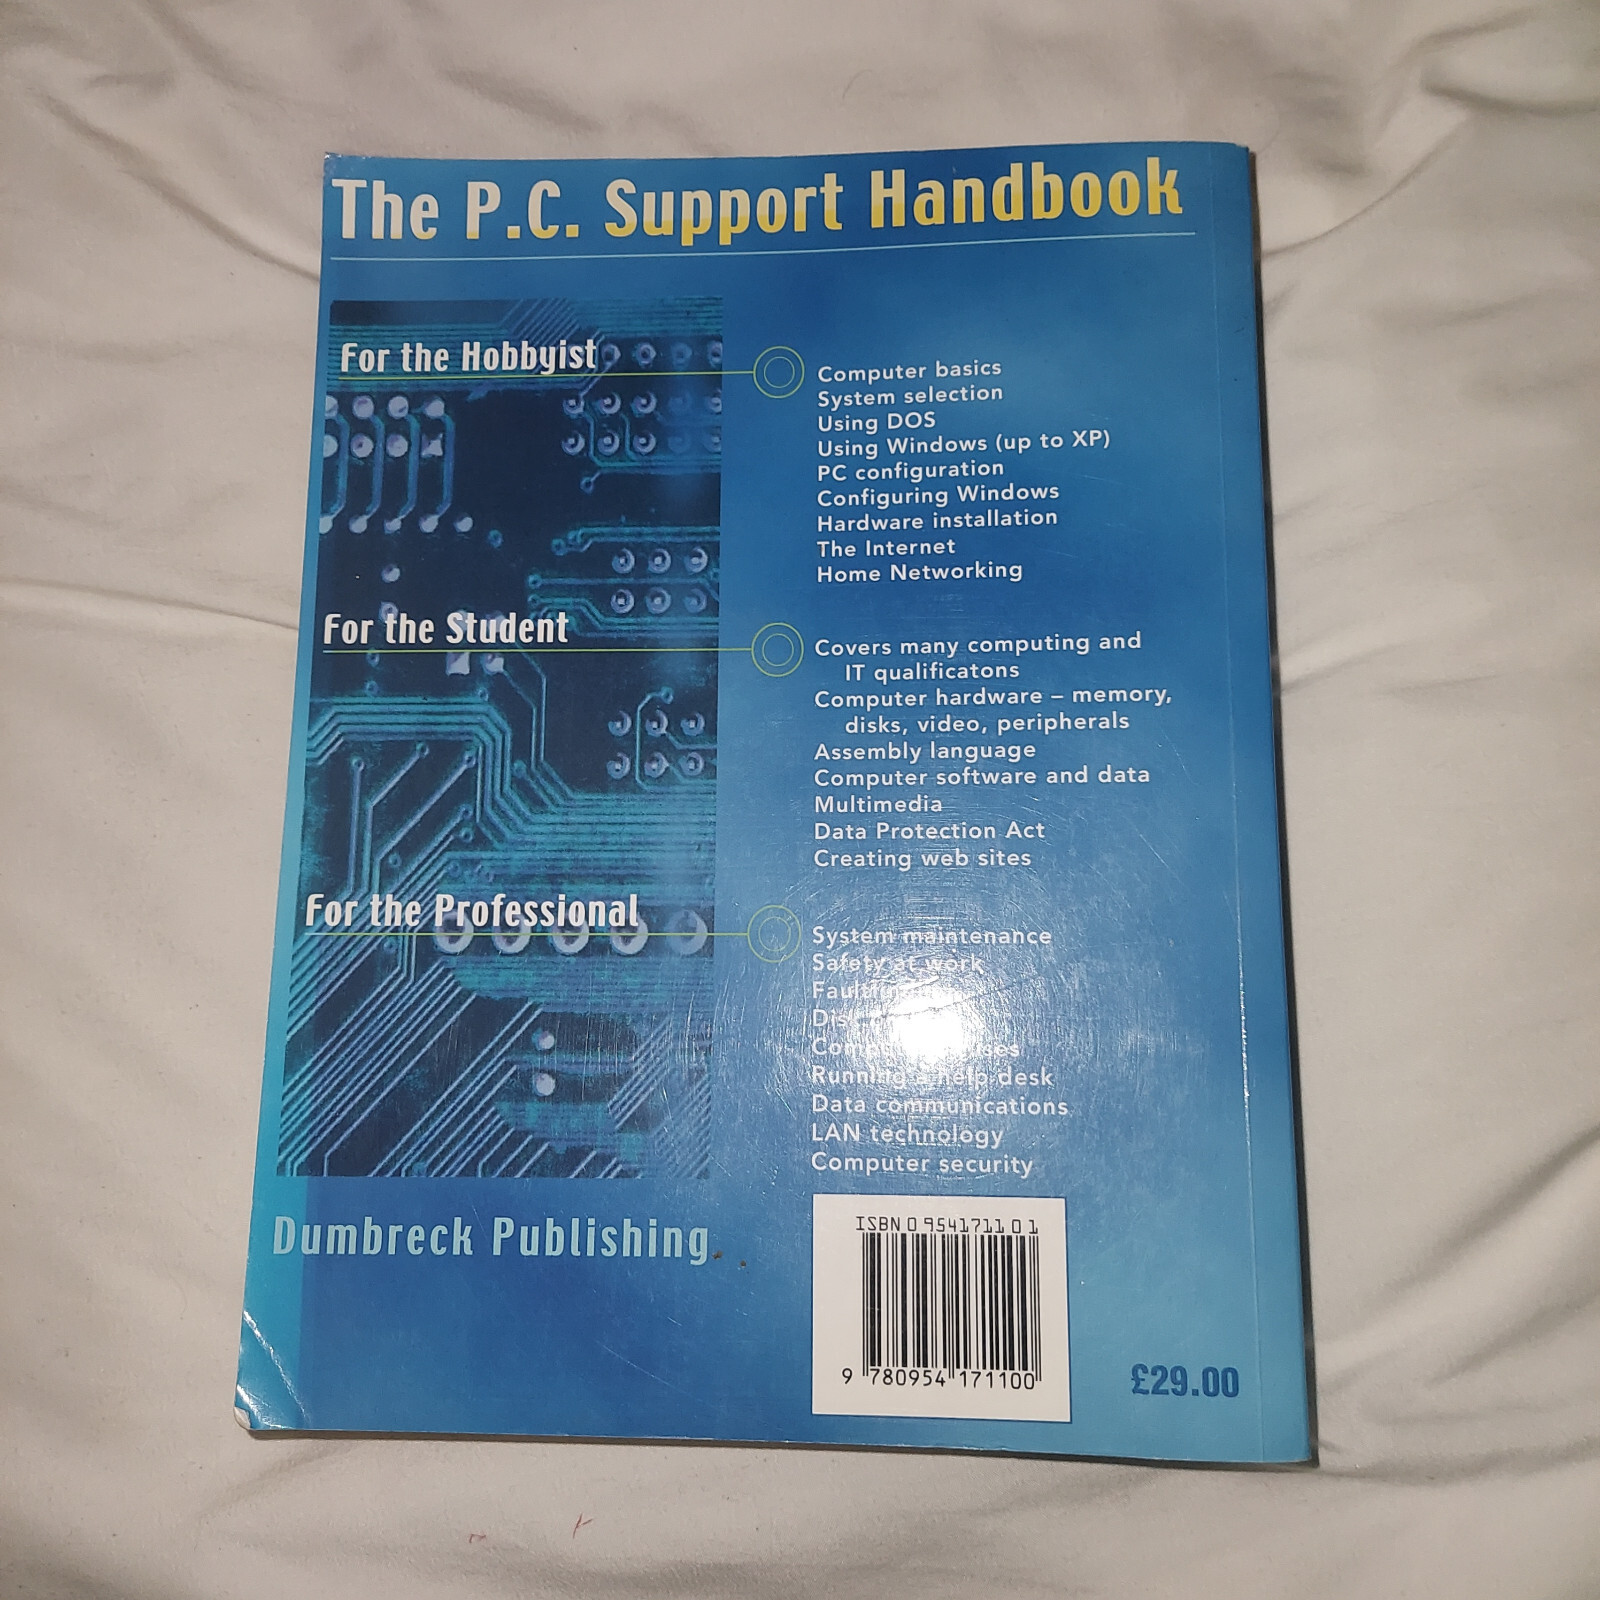 The P.C. Support Handbook
For the Hobbyist
Computer basics
System selection
Using DOS
Using Windows (up to XP)
PC configuration
Configuring Windows
Hardware installation
The Internet
Home Networking
For the Student
Covers many computing and
IT qualificatons
Computer hardware – memory,
disks, video, peripherals
Assembly language
Computer software and data
Multimedia
Data Protection Act
Creating web sites
For the Professional
System maintenance
Safety at work
Running a help desk
Data communications
LAN technology
Computer security
Dumbreck Publishing
ISBN 0 9541711 0 1
9 780954 171100
£29.00